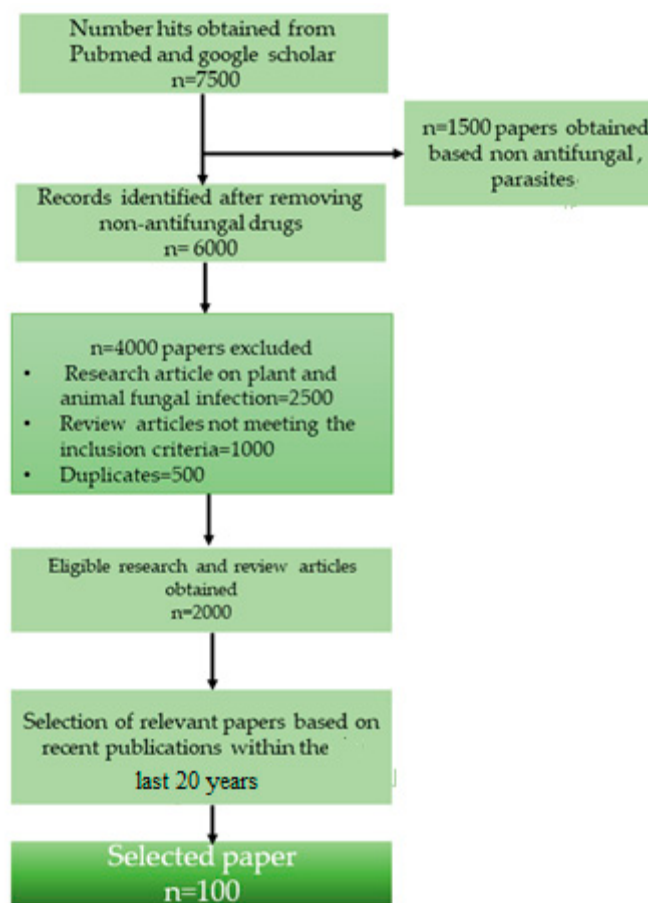 Number hits obtained from
Pubmed and google scholar
n=7500
n=1500 papers obtained
based non antifungal ,
parasites
Records identified after removing
non-antifungal drugs
n= 6000
n=4000 papers excluded
• Research article on plant and
animal fungal infection=2500
• Review articles not meeting the
inclusion criteria=1000
• Duplicates=500
Eligible research and review articles
obtained
n=2000
Selection of relevant papers based on
recent publications within the
last 20 years
Selected paper
n=100